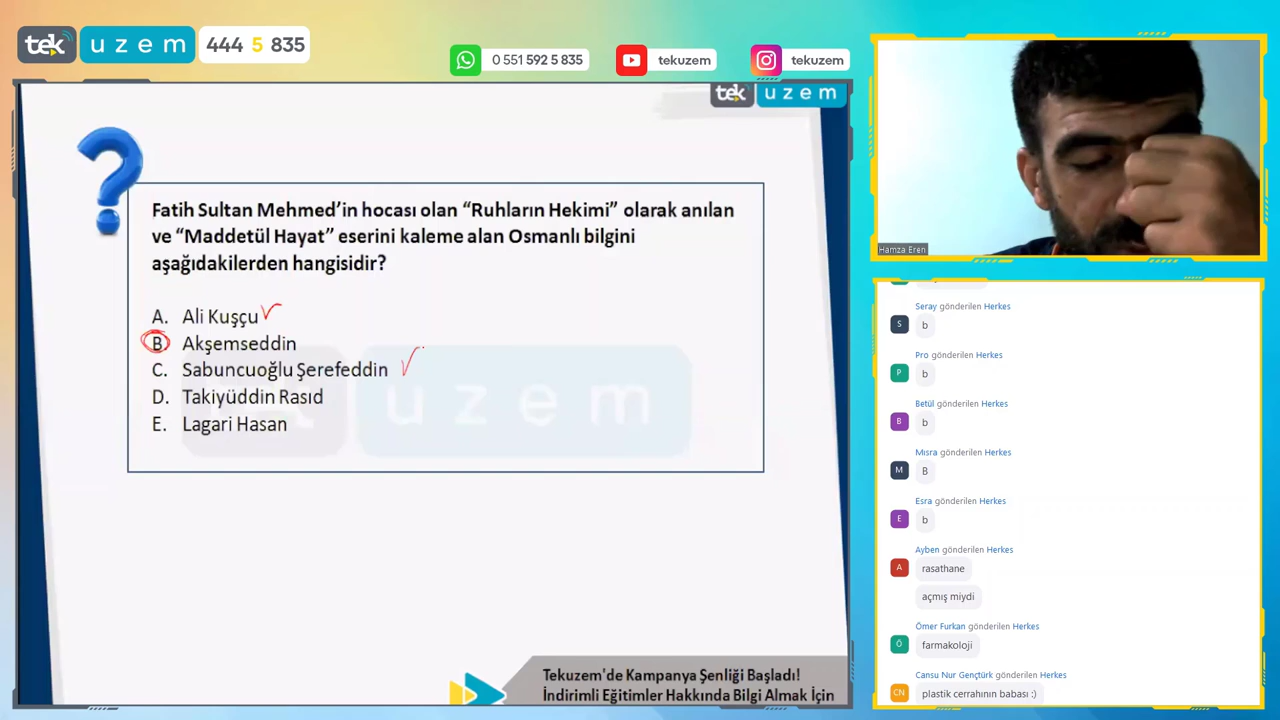 tek uzem 444 5 835
0 551 592 5 835
tekuzem
tekuzem
tek uzem
Fatih Sultan Mehmed'in hocası olan "Ruhların Hekimi" olarak anılan
ve "Maddetül Hayat" eserini kaleme alan Osmanlı bilgini
aşağıdakilerden hangisidir?
A. Ali Kuşçu
B. Akşemseddin
C. Sabuncuoğlu Şerefeddin
D. Takiyüddin Rasıd
E. Lagari Hasan
tek uzem
Tekuzem'de Kampanya Şenliği Başladı!
İndirimli Eğitimler Hakkında Bilgi Almak İçin
Hamza Eren
Seray gönderilen Herkes
S
b
Pro gönderilen Herkes
P
b
Betül gönderilen Herkes
B
b
Mısra gönderilen Herkes
M
B
Esra gönderilen Herkes
E
b
Ayben gönderilen Herkes
A
rasathane
açmış miydi
Ömer Furkan gönderilen Herkes
Ö
farmakoloji
Cansu Nur Gençtürk gönderilen Herkes
CN
plastik cerrahının babası :)